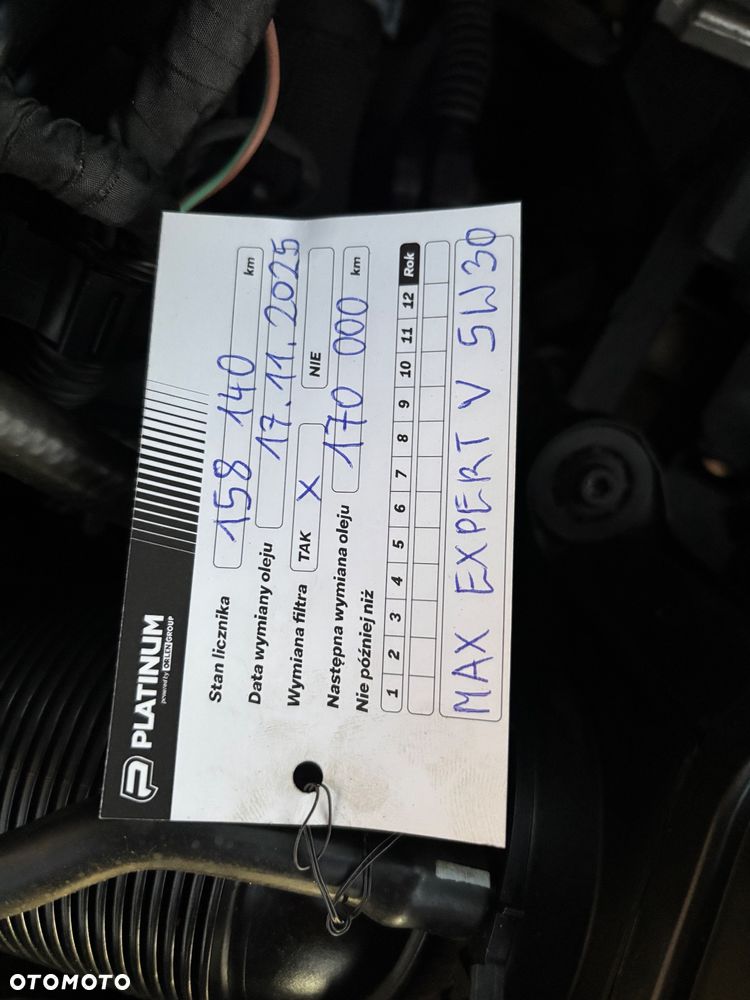 PLATINUM
powered by ORLEN GROUP
Stan licznika 158 140 km
Data wymiany oleju 17.11.2025
Wymiana filtra TAK X NIE
Następna wymiana oleju 170 000 km
Nie później niż
1 2 3 4 5 6 7 8 9 10 11 12 Rok
MAX EXPERT V 5W30
OTOMOTO